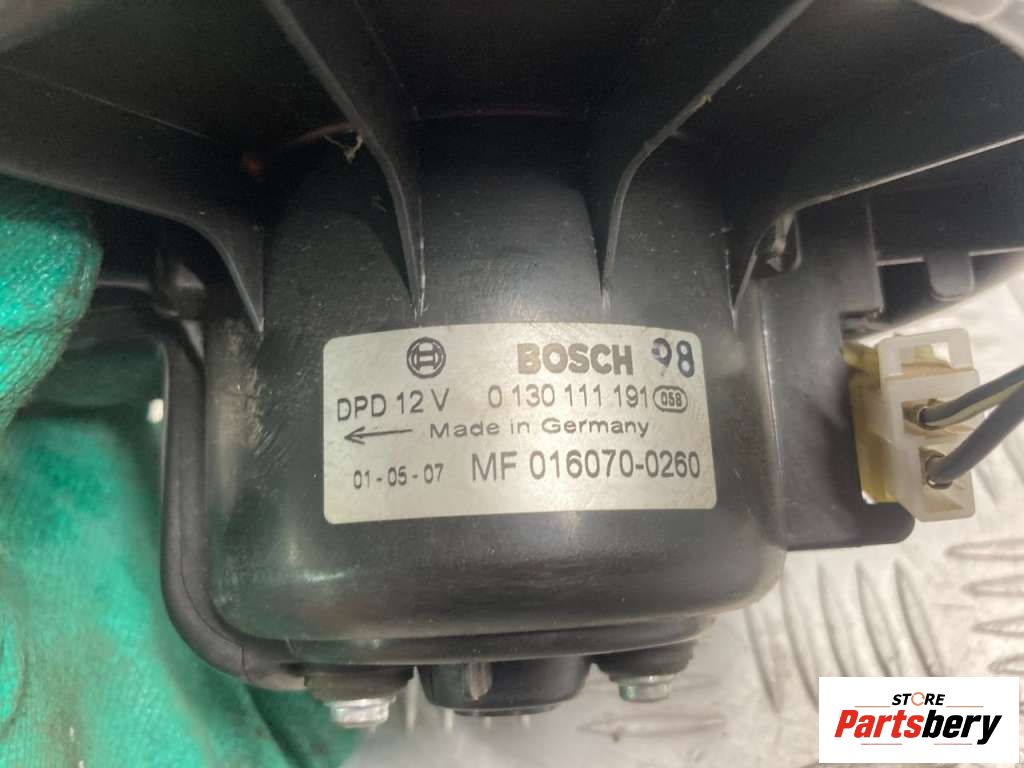 BOSCH 98
DPD 12 V 0 130 111 191 058
Made in Germany
01-05-07 MF 016070-0260
STORE
Partsbery